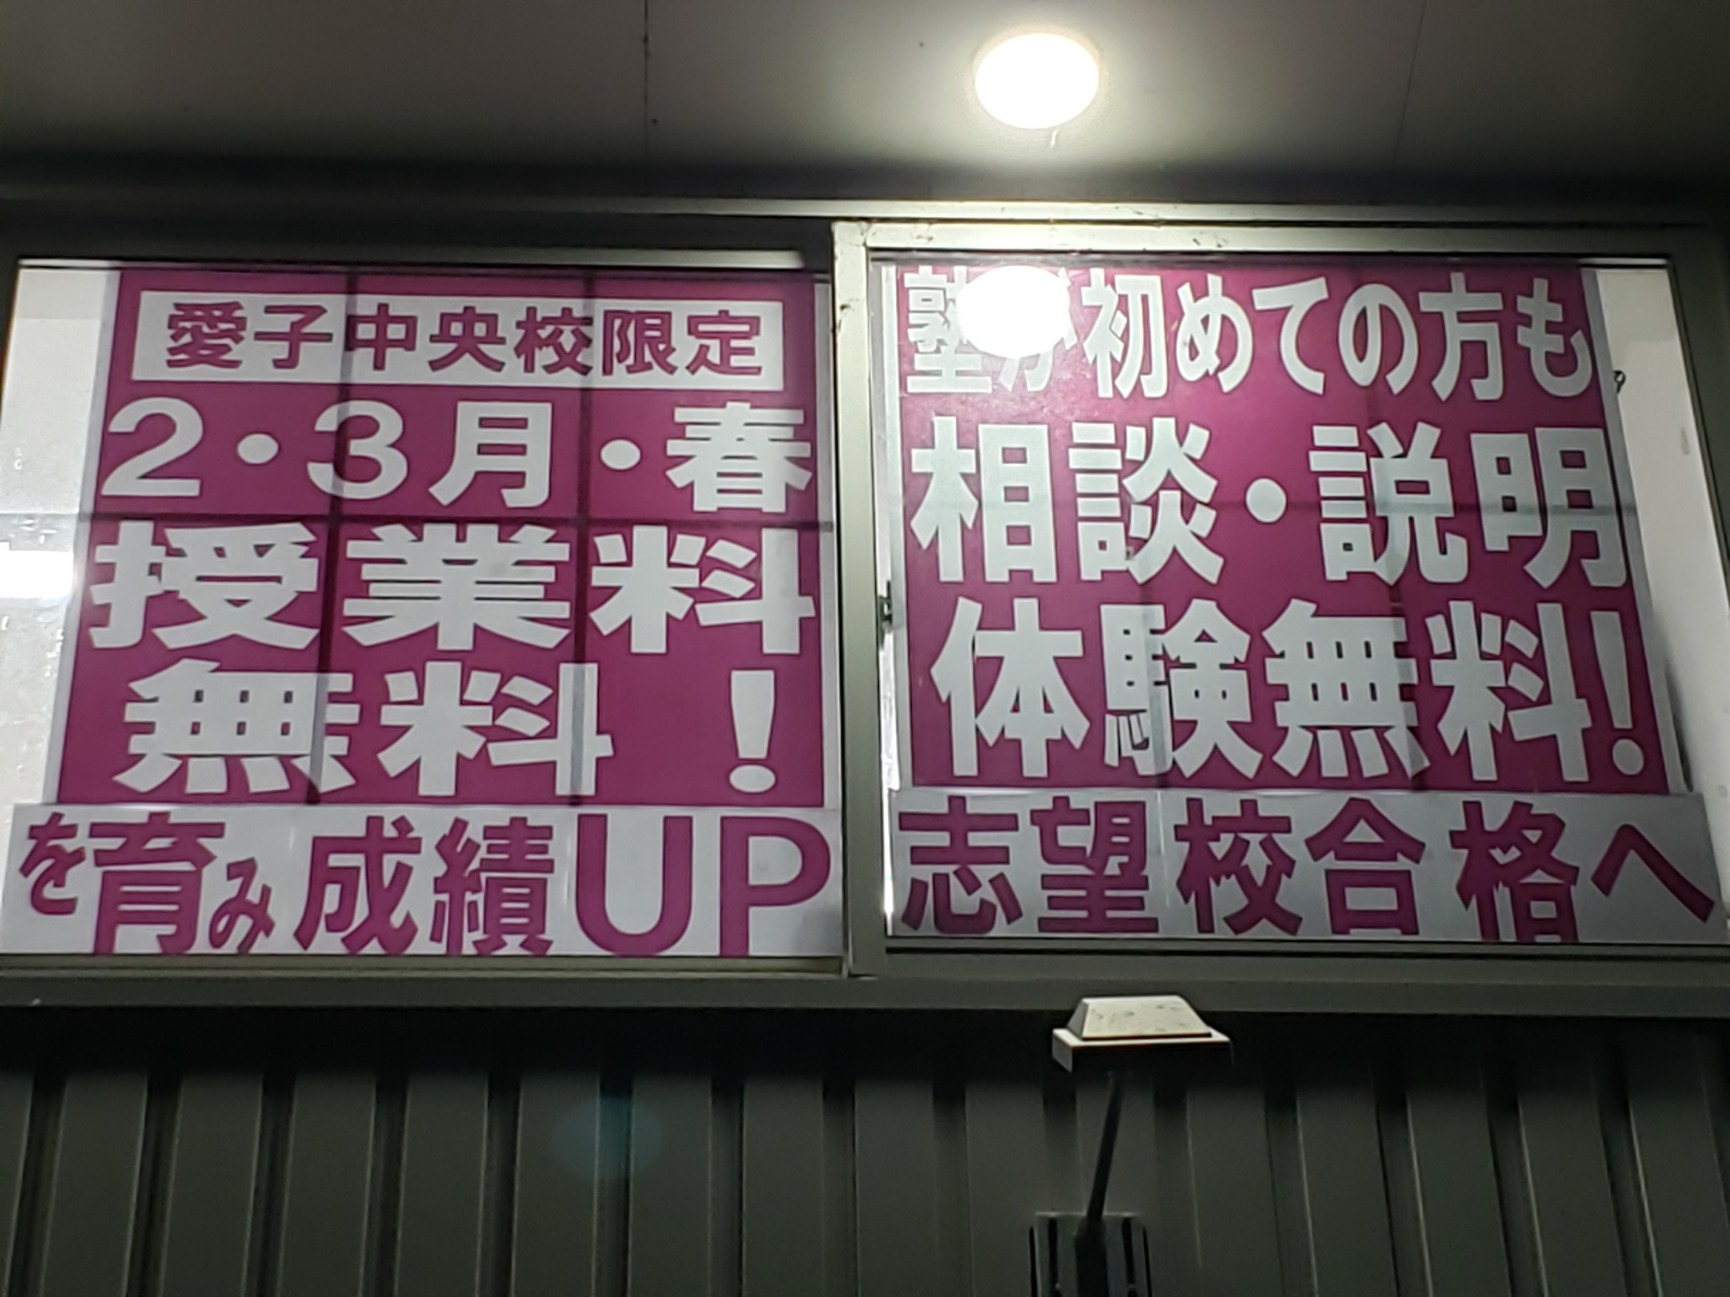 愛子中央校限定
2・3月・春
授業料
無料!
を育み成績UP
塾が初めての方も
相談・説明
体験無料!
志望校合格へ